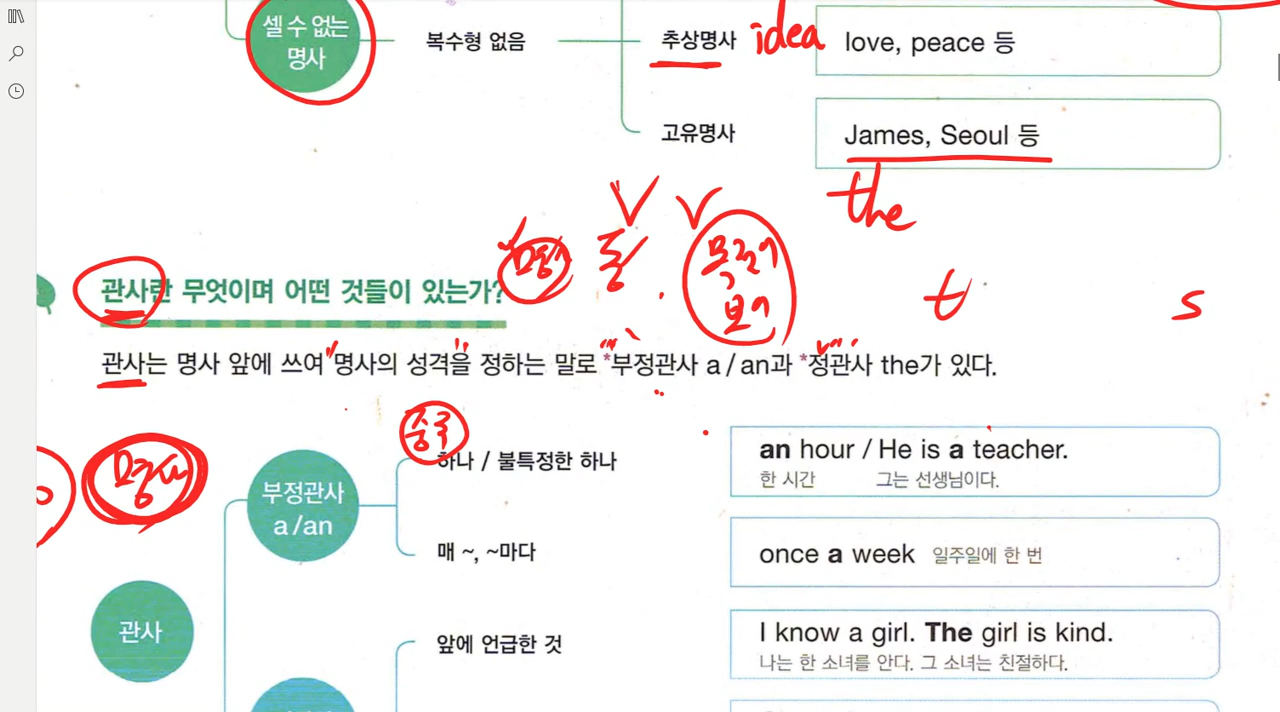 셀 수 없는
명사
복수형 없음
추상명사 idea love, peace 등
고유명사 James, Seoul 등
the
명사 동 목적어
보어
관사란 무엇이며 어떤 것들이 있는가?
t s
관사는 명사 앞에 쓰여 명사의 성격을 정하는 말로 *부정관사 a / an과 *정관사 the가 있다.
명사
부정관사
a / an
하나 / 불특정한 하나
an hour / He is a teacher.
한 시간 그는 선생님이다.
매 ~, ~마다
once a week 일주일에 한 번
관사
앞에 언급한 것
I know a girl. The girl is kind.
나는 한 소녀를 안다. 그 소녀는 친절하다.